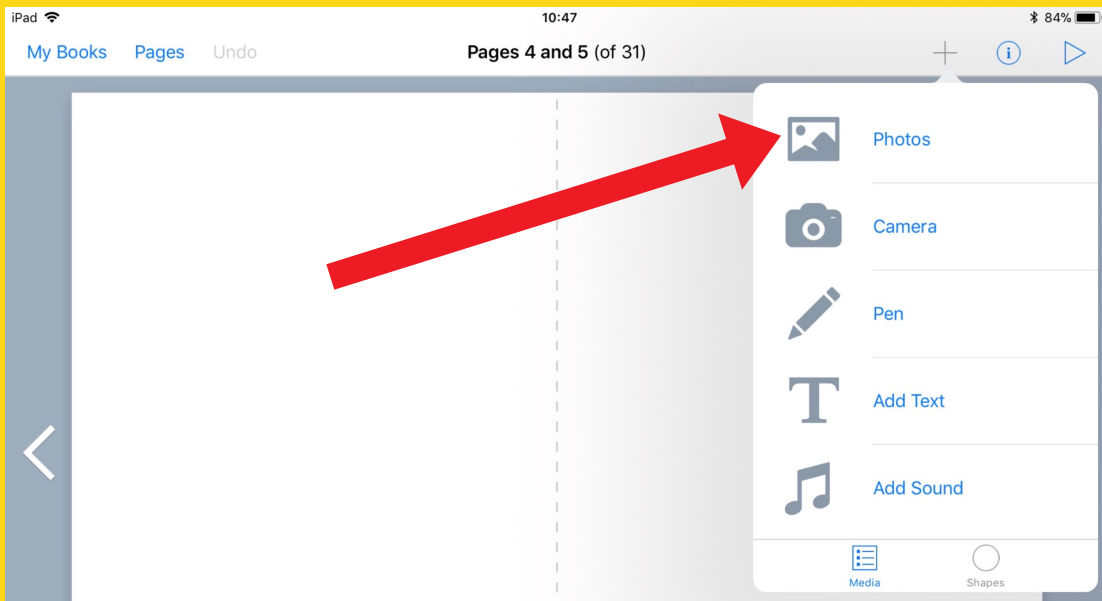 iPad 10:47 84%
My Books Pages Undo Pages 4 and 5 (of 31)
Photos
Camera
Pen
Add Text
Add Sound
Media Shapes